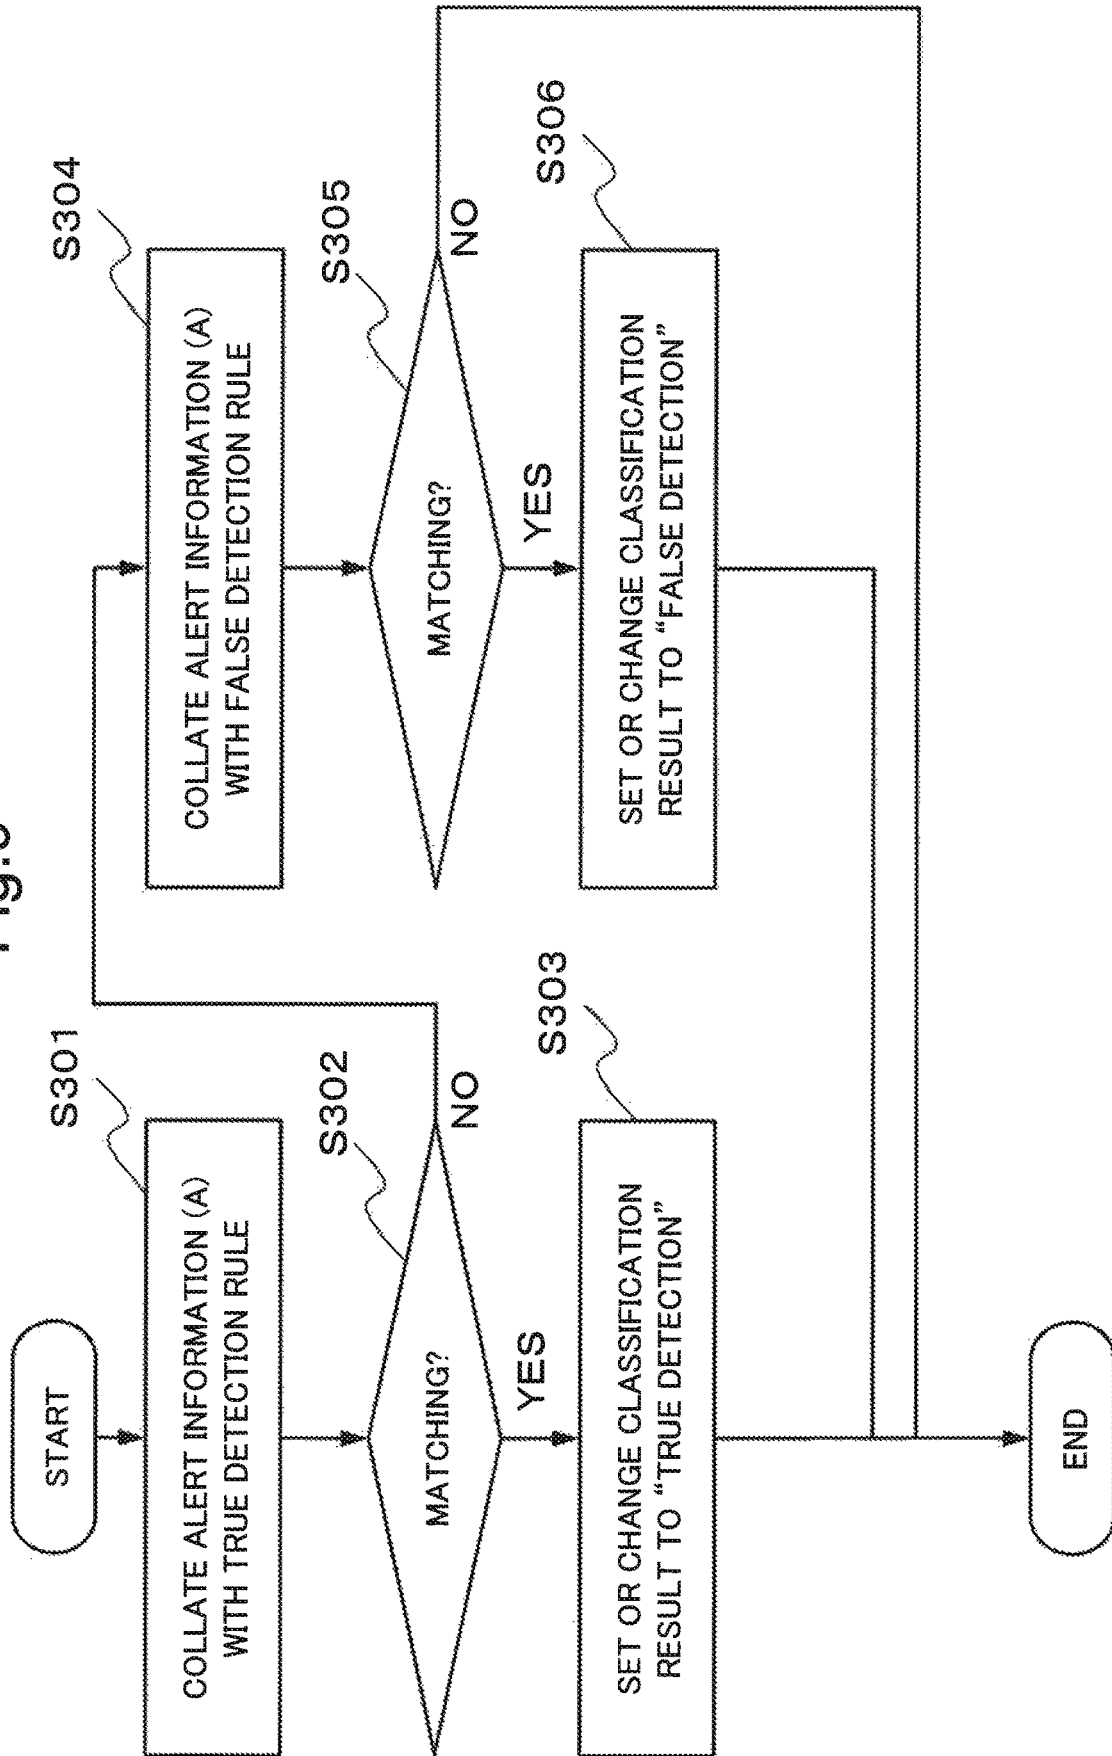 START
S301
COLLATE ALERT INFORMATION (A)
WITH TRUE DETECTION RULE
S302
MATCHING?
NO
YES
S303
SET OR CHANGE CLASSIFICATION
RESULT TO “TRUE DETECTION”
S304
COLLATE ALERT INFORMATION (A)
WITH FALSE DETECTION RULE
S305
MATCHING?
NO
YES
S306
SET OR CHANGE CLASSIFICATION
RESULT TO “FALSE DETECTION”
END